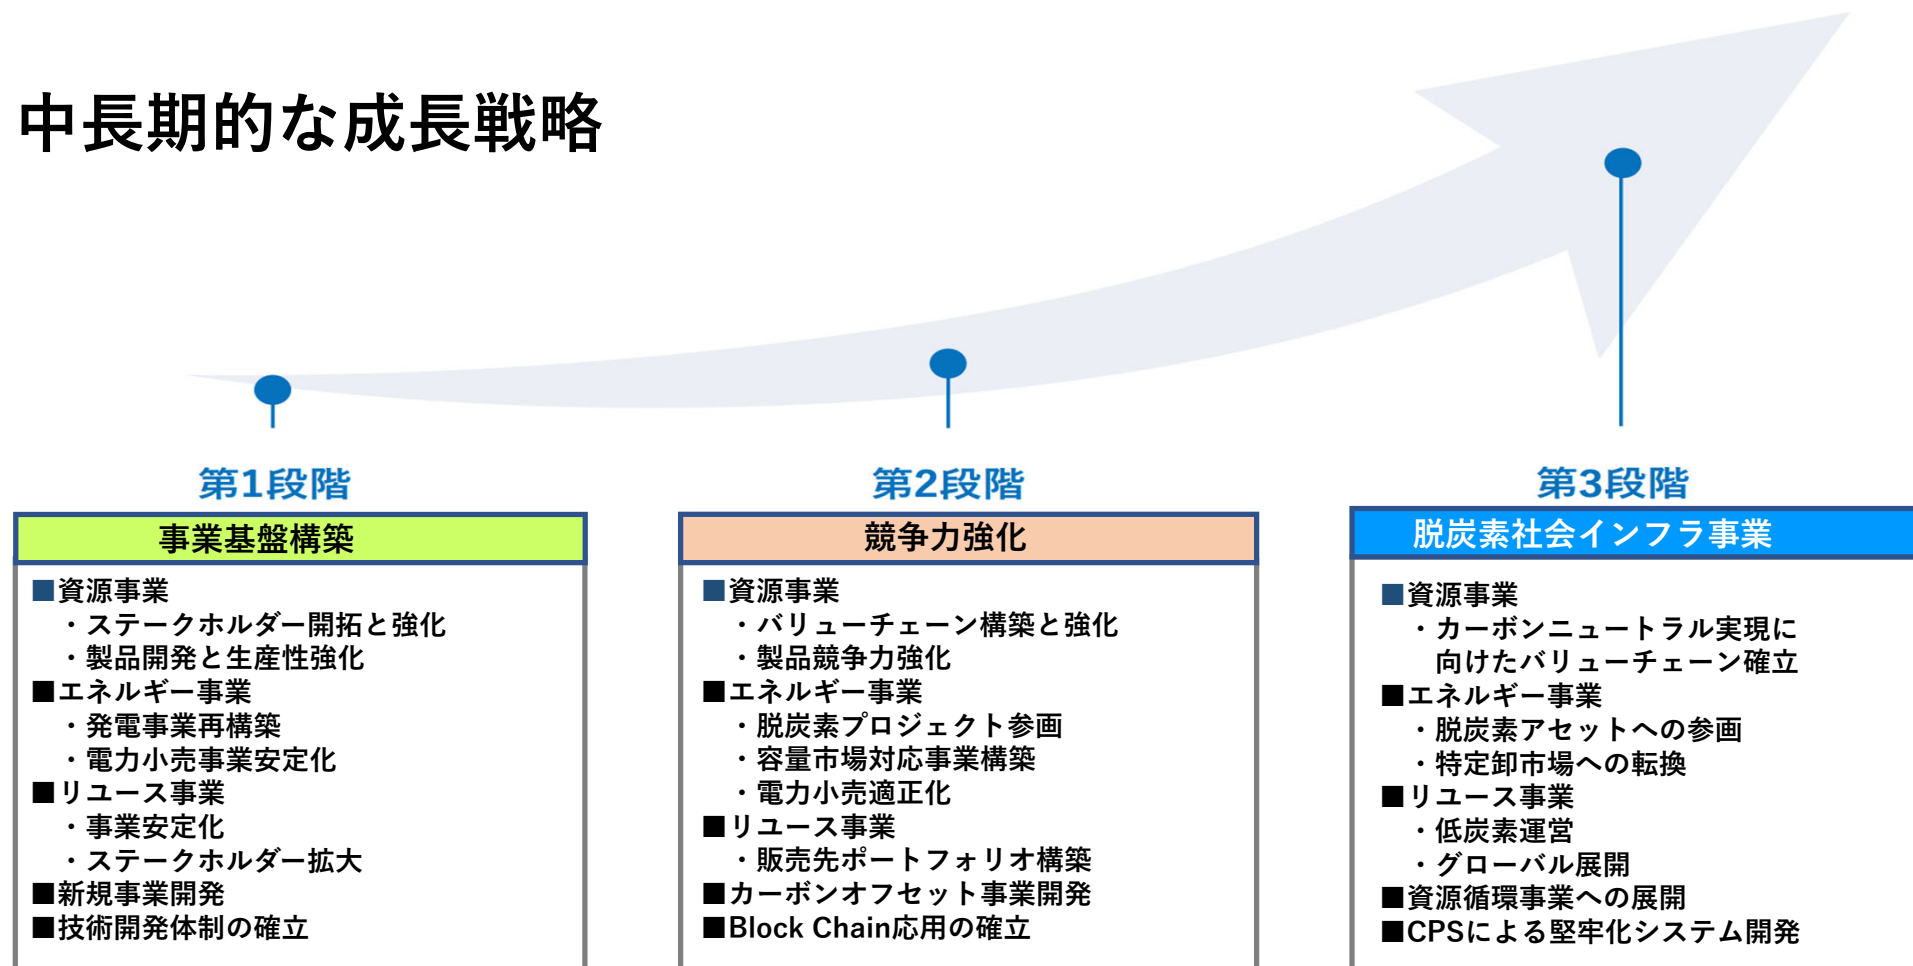 中長期的な成長戦略
第1段階
事業基盤構築
■資源事業
・ステークホルダー開拓と強化
・製品開発と生産性強化
■エネルギー事業
・発電事業再構築
・電力小売事業安定化
■リユース事業
・事業安定化
・ステークホルダー拡大
■新規事業開発
■技術開発体制の確立
第2段階
競争力強化
■資源事業
・バリューチェーン構築と強化
・製品競争力強化
■エネルギー事業
・脱炭素プロジェクト参画
・容量市場対応事業構築
・電力小売適正化
■リユース事業
・販売先ポートフォリオ構築
■カーボンオフセット事業開発
■Block Chain応用の確立
第3段階
脱炭素社会インフラ事業
■資源事業
・カーボンニュートラル実現に
向けたバリューチェーン確立
■エネルギー事業
・脱炭素アセットへの参画
・特定卸市場への転換
■リユース事業
・低炭素運営
・グローバル展開
■資源循環事業への展開
■CPSによる堅牢化システム開発